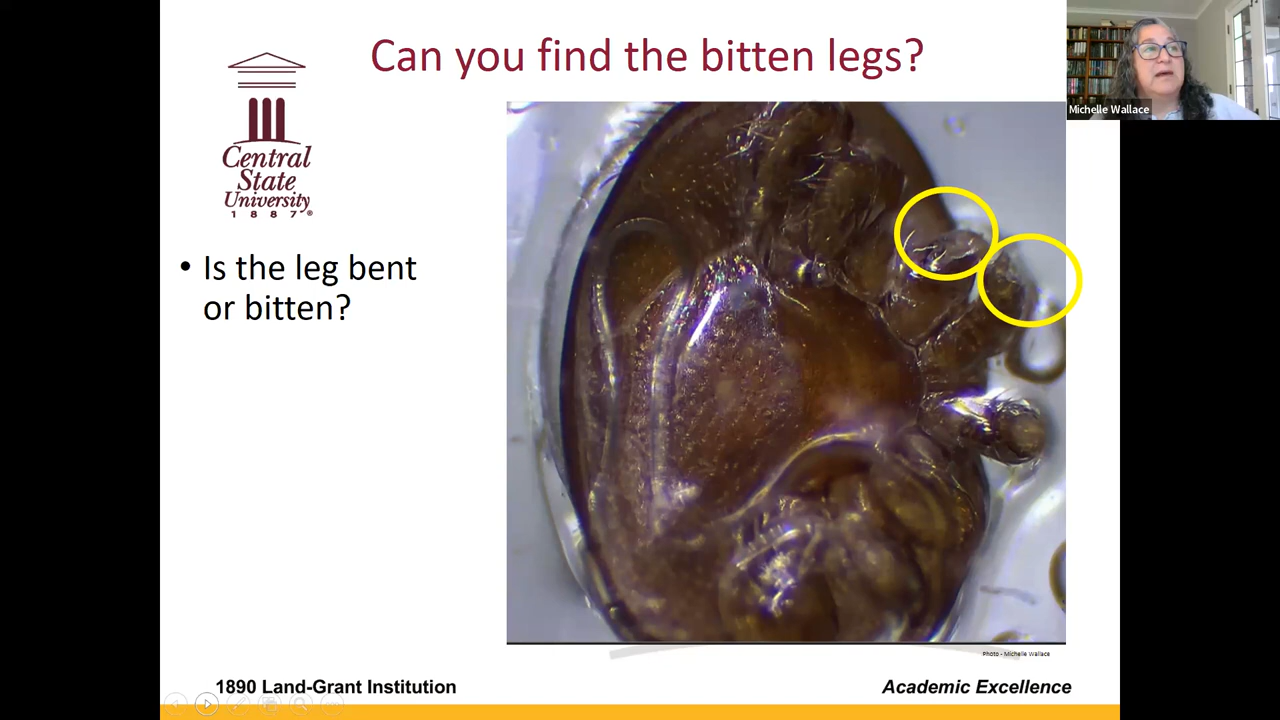 Can you find the bitten legs?
Michelle Wallace
Central
State
University
1887®
• Is the leg bent
or bitten?
Photo - Michelle Wallace
1890 Land-Grant Institution
Academic Excellence